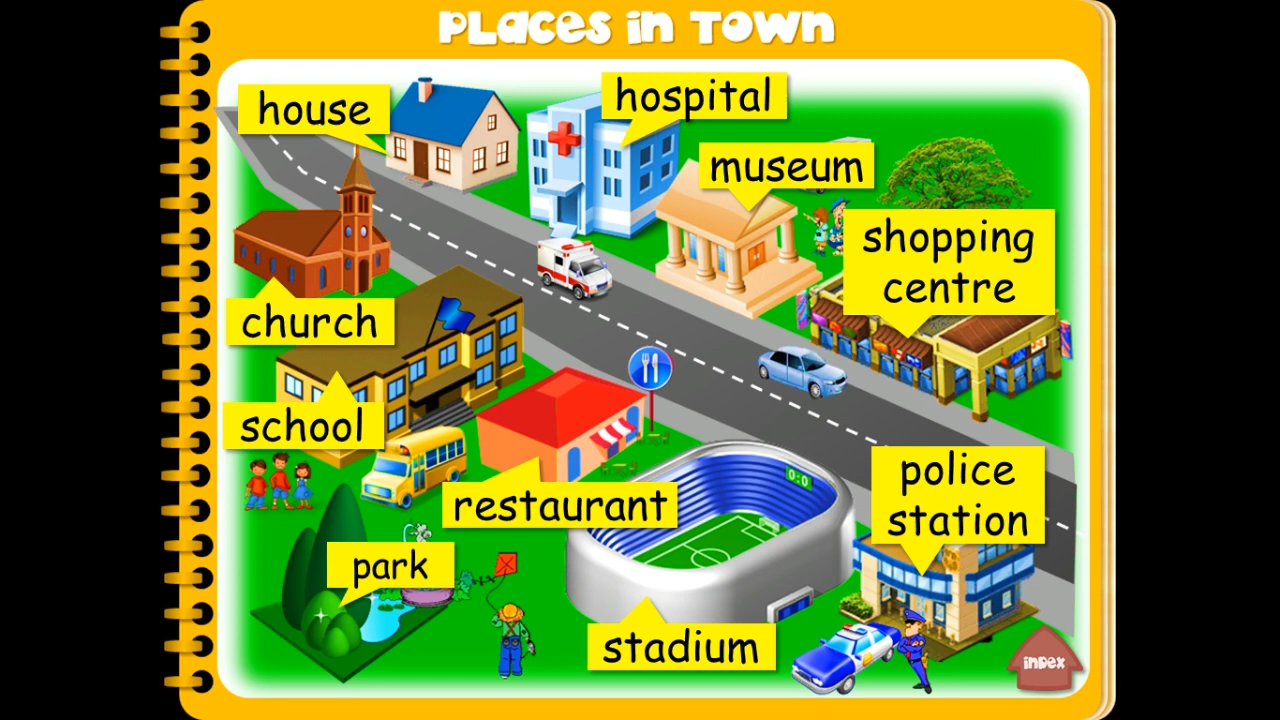 Places in Town
house
hospital
museum
shopping
centre
church
school
0:0
police
station
restaurant
park
stadium
index